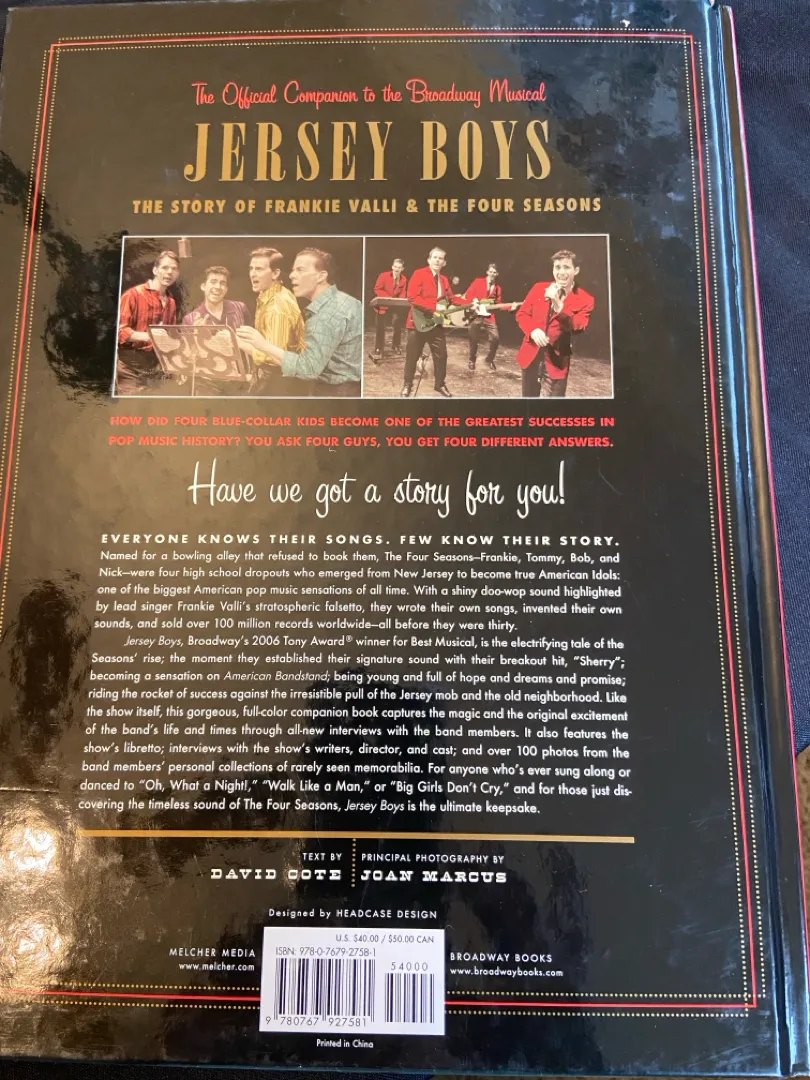 The Official Companion to the Broadway Musical
JERSEY BOYS
THE STORY OF FRANKIE VALLI & THE FOUR SEASONS
HOW DID FOUR BLUE-COLLAR KIDS BECOME ONE OF THE GREATEST SUCCESSES IN
POP MUSIC HISTORY? YOU ASK FOUR GUYS, YOU GET FOUR DIFFERENT ANSWERS.
Have we got a story for you!
EVERYONE KNOWS THEIR SONGS. FEW KNOW THEIR STORY.
Named for a bowling alley that refused to book them, The Four Seasons—Frankie, Tommy, Bob, and
Nick—were four high school dropouts who emerged from New Jersey to become true American Idols:
one of the biggest American pop music sensations of all time. With a shiny doo-wop sound highlighted
by lead singer Frankie Valli's stratospheric falsetto, they wrote their own songs, invented their own
sounds, and sold over 100 million records worldwide—all before they were thirty.
Jersey Boys, Broadway's 2006 Tony Award® winner for Best Musical, is the electrifying tale of the
Seasons' rise; the moment they established their signature sound with their breakout hit, "Sherry";
becoming a sensation on American Bandstand; being young and full of hope and dreams and promise;
riding the rocket of success against the irresistible pull of the Jersey mob and the old neighborhood. Like
the show itself, this gorgeous, full-color companion book captures the magic and the original excitement
of the band's life and times through all-new interviews with the band members. It also features the
show's libretto; interviews with the show's writers, director, and cast; and over 100 photos from the
band members' personal collections of rarely seen memorabilia. For anyone who's ever sung along or
danced to "Oh, What a Night!," "Walk Like a Man," or "Big Girls Don't Cry," and for those just dis-
covering the timeless sound of The Four Seasons, Jersey Boys is the ultimate keepsake.
TEXT BY
DAVID COTE
PRINCIPAL PHOTOGRAPHY BY
JOAN MARCUS
Designed by HEADCASE DESIGN
MELCHER MEDIA
www.melcher.com
U.S. $40.00 / $50.00 CAN
ISBN: 978-0-7679-2758-1
54000
9 780767 927581
BROADWAY BOOKS
www.broadwaybooks.com
Printed in China